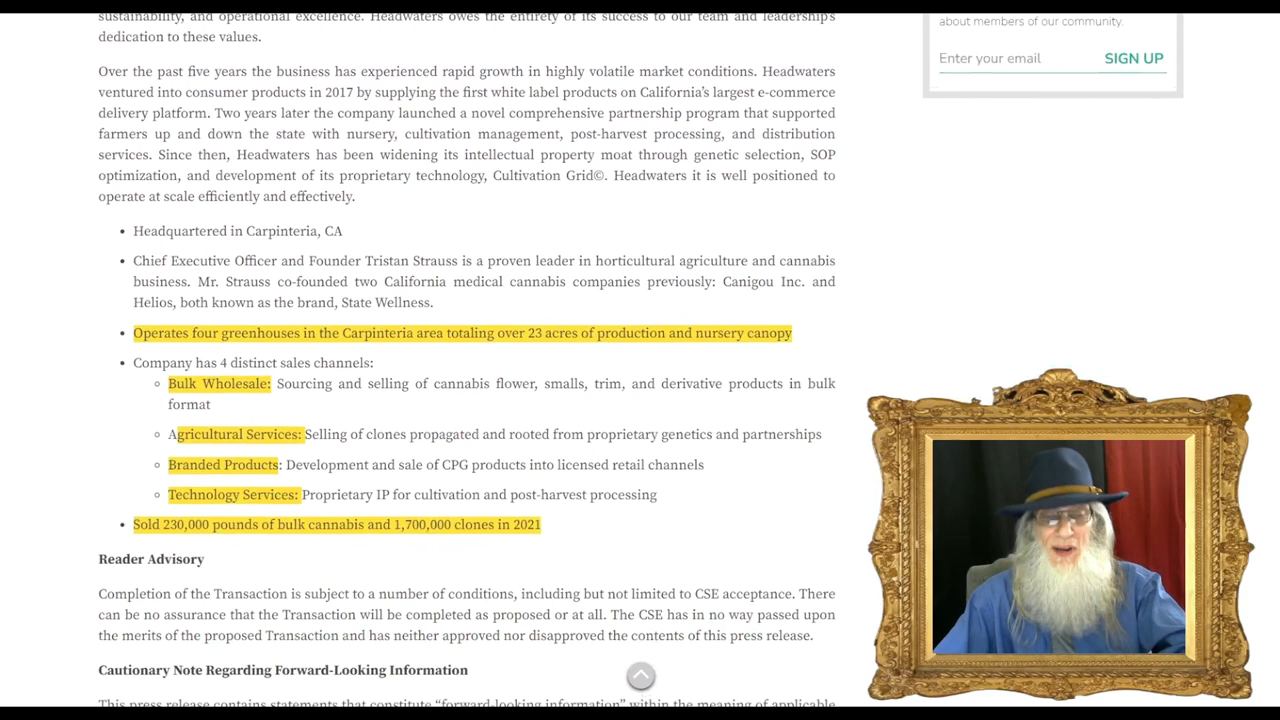 sustainability, and operational excellence. Headwaters owes the entirety of its success to our team and leadership's
dedication to these values.
Over the past five years the business has experienced rapid growth in highly volatile market conditions. Headwaters
ventured into consumer products in 2017 by supplying the first white label products on California's largest e-commerce
delivery platform. Two years later the company launched a novel comprehensive partnership program that supported
farmers up and down the state with nursery, cultivation management, post-harvest processing, and distribution
services. Since then, Headwaters has been widening its intellectual property moat through genetic selection, SOP
optimization, and development of its proprietary technology, Cultivation Grid©. Headwaters it is well positioned to
operate at scale efficiently and effectively.
• Headquartered in Carpinteria, CA
• Chief Executive Officer and Founder Tristan Strauss is a proven leader in horticultural agriculture and cannabis
business. Mr. Strauss co-founded two California medical cannabis companies previously: Canigou Inc. and
Helios, both known as the brand, State Wellness.
• Operates four greenhouses in the Carpinteria area totaling over 23 acres of production and nursery canopy
• Company has 4 distinct sales channels:
◦ Bulk Wholesale: Sourcing and selling of cannabis flower, smalls, trim, and derivative products in bulk
format
◦ Agricultural Services: Selling of clones propagated and rooted from proprietary genetics and partnerships
◦ Branded Products: Development and sale of CPG products into licensed retail channels
◦ Technology Services: Proprietary IP for cultivation and post-harvest processing
• Sold 230,000 pounds of bulk cannabis and 1,700,000 clones in 2021
Reader Advisory
Completion of the Transaction is subject to a number of conditions, including but not limited to CSE acceptance. There
can be no assurance that the Transaction will be completed as proposed or at all. The CSE has in no way passed upon
the merits of the proposed Transaction and has neither approved nor disapproved the contents of this press release.
Cautionary Note Regarding Forward-Looking Information
This press release contains statements that constitute "forward-looking information" within the meaning of applicable
about members of our community.
Enter your email SIGN UP